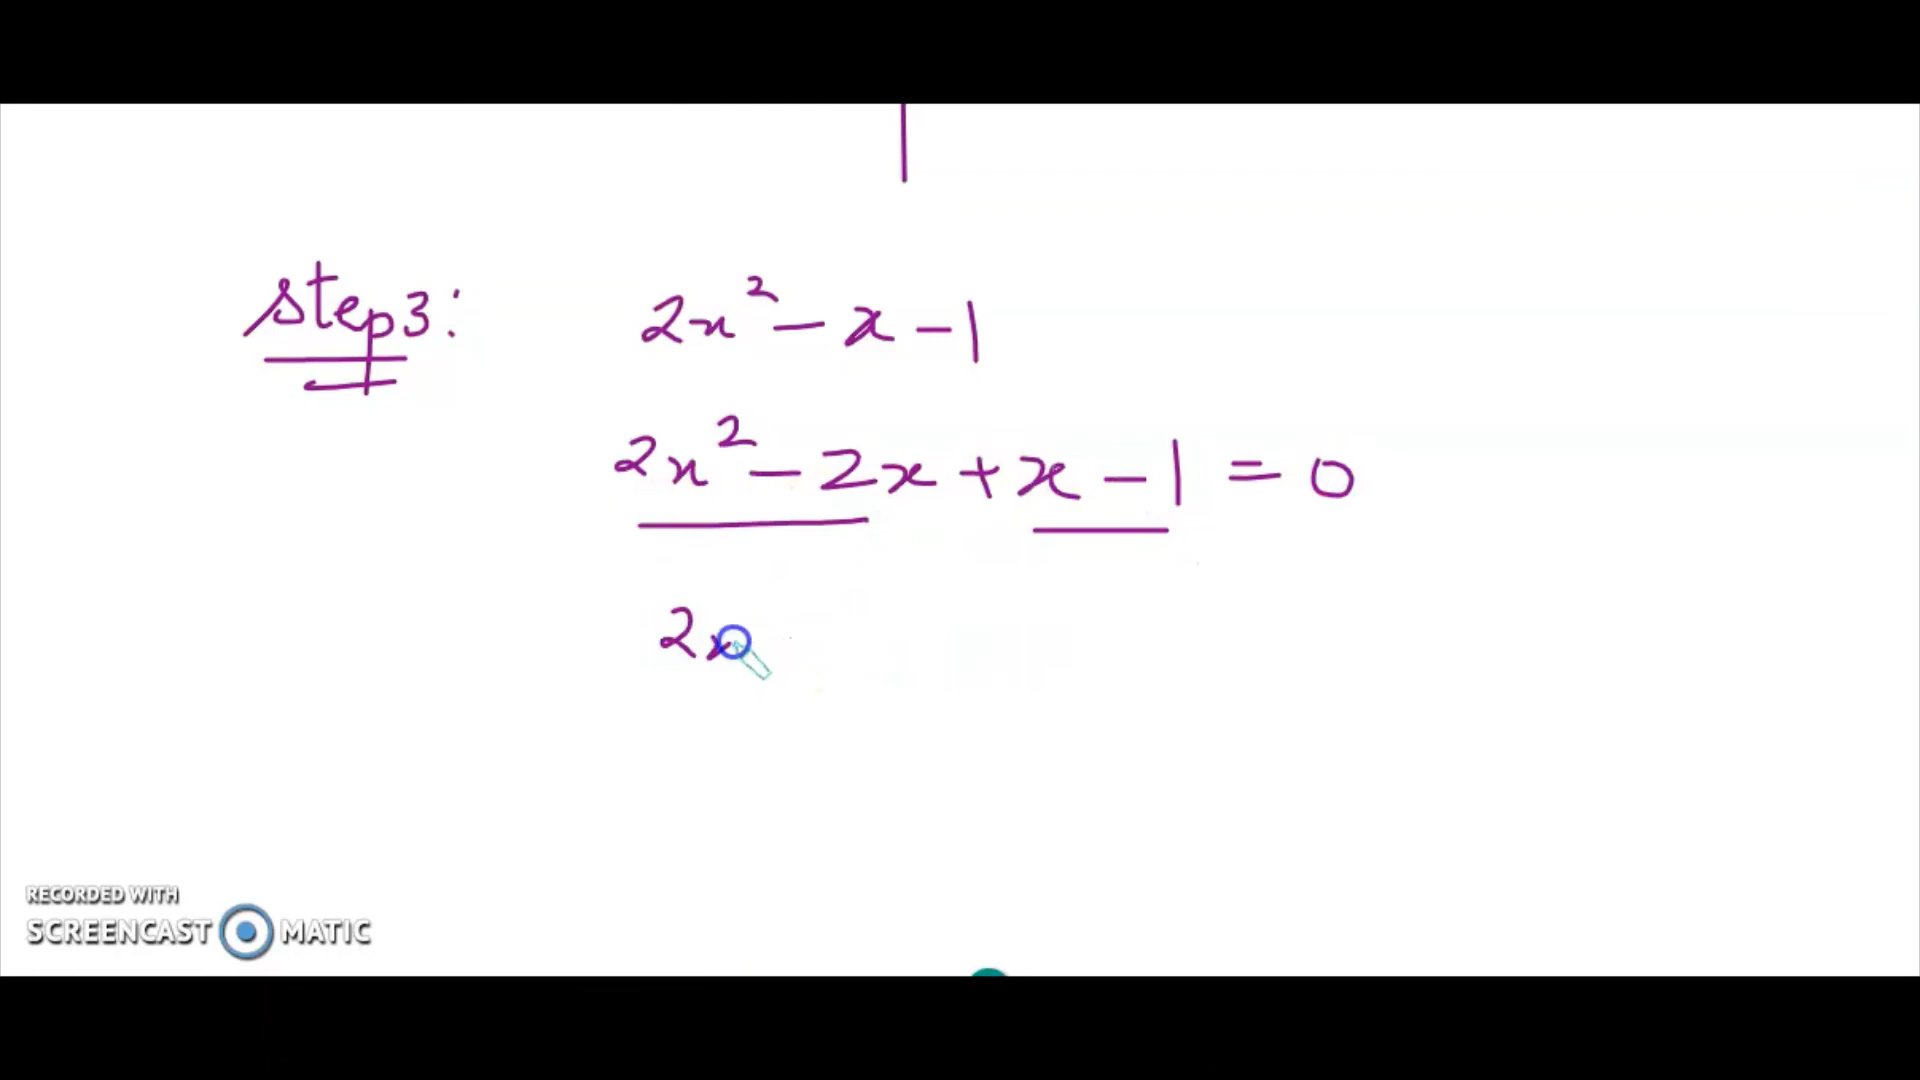 step3: 2x² - x - 1
2x² - 2x + x - 1 = 0
2x
RECORDED WITH
SCREENCAST MATIC